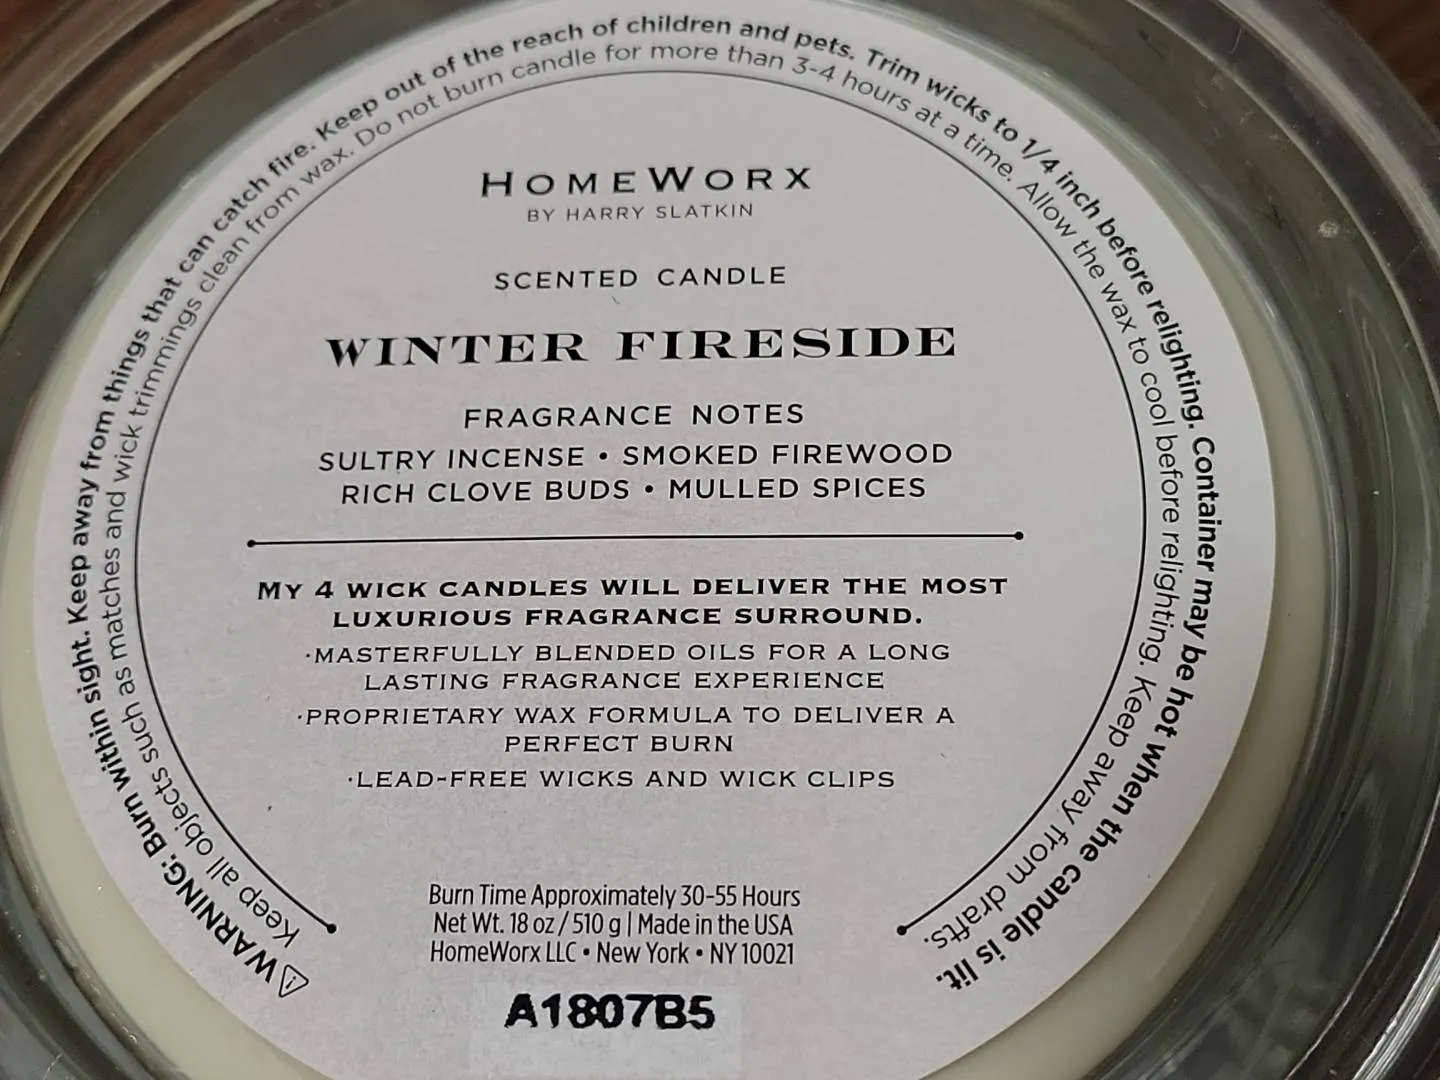 WARNING: Burn within sight. Keep away from things that can catch fire. Keep out of the reach of children and pets. Trim wicks to 1/4 inch before relighting. Container may be hot when the candle is lit.
Keep all objects such as matches and wick trimmings clean from wax. Do not burn candle for more than 3-4 hours at a time. Allow the wax to cool before relighting. Keep away from drafts.
HOMEWORX
BY HARRY SLATKIN
SCENTED CANDLE
WINTER FIRESIDE
FRAGRANCE NOTES
SULTRY INCENSE • SMOKED FIREWOOD
RICH CLOVE BUDS • MULLED SPICES
MY 4 WICK CANDLES WILL DELIVER THE MOST
LUXURIOUS FRAGRANCE SURROUND.
·MASTERFULLY BLENDED OILS FOR A LONG
LASTING FRAGRANCE EXPERIENCE
·PROPRIETARY WAX FORMULA TO DELIVER A
PERFECT BURN
·LEAD-FREE WICKS AND WICK CLIPS
Burn Time Approximately 30-55 Hours
Net Wt. 18 oz / 510 g | Made in the USA
HomeWorx LLC • New York • NY 10021
A1807B5